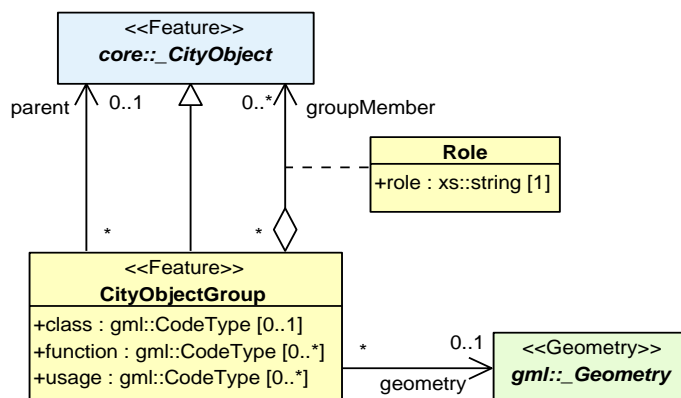 <<Feature>>
core::_CityObject
parent
0..1
0..*
groupMember
Role
+role : xs::string [1]
*
*
<<Feature>>
CityObjectGroup
+class : gml::CodeType [0..1]
+function : gml::CodeType [0..*]
+usage : gml::CodeType [0..*]
*
0..1
geometry
<<Geometry>>
gml::_Geometry